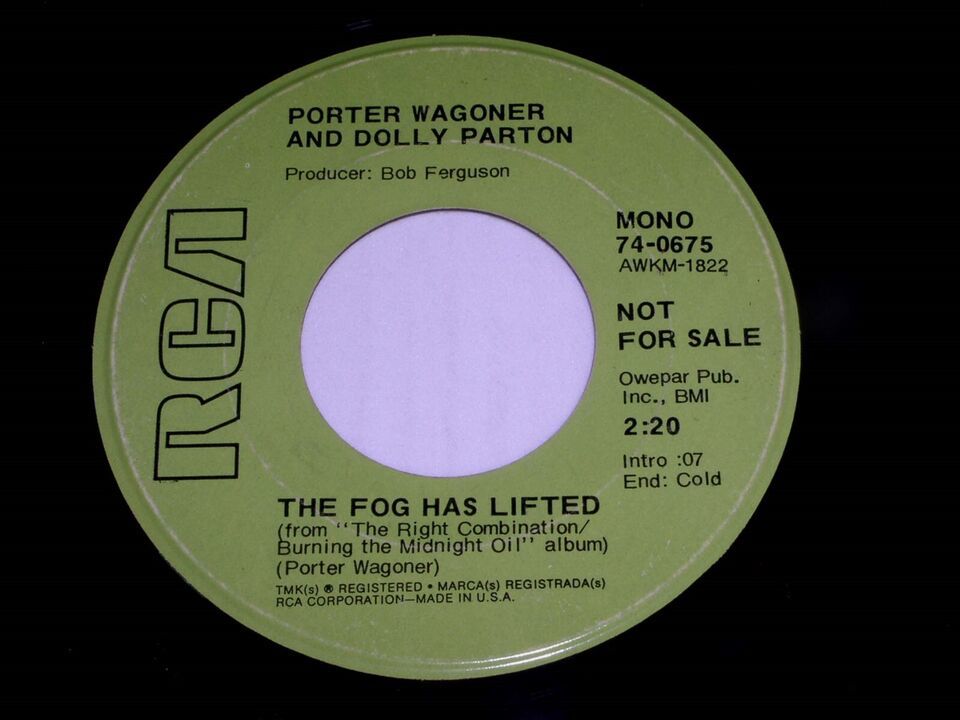 PORTER WAGONER
AND DOLLY PARTON
Producer: Bob Ferguson
RCA
MONO
74-0675
AWKM-1822
NOT
FOR SALE
Owepar Pub.
Inc., BMI
2:20
Intro :07
End: Cold
THE FOG HAS LIFTED
(from "The Right Combination/
Burning the Midnight Oil" album)
(Porter Wagoner)
TMK(s) ® REGISTERED • MARCA(s) REGISTRADA(s)
RCA CORPORATION—MADE IN U.S.A.